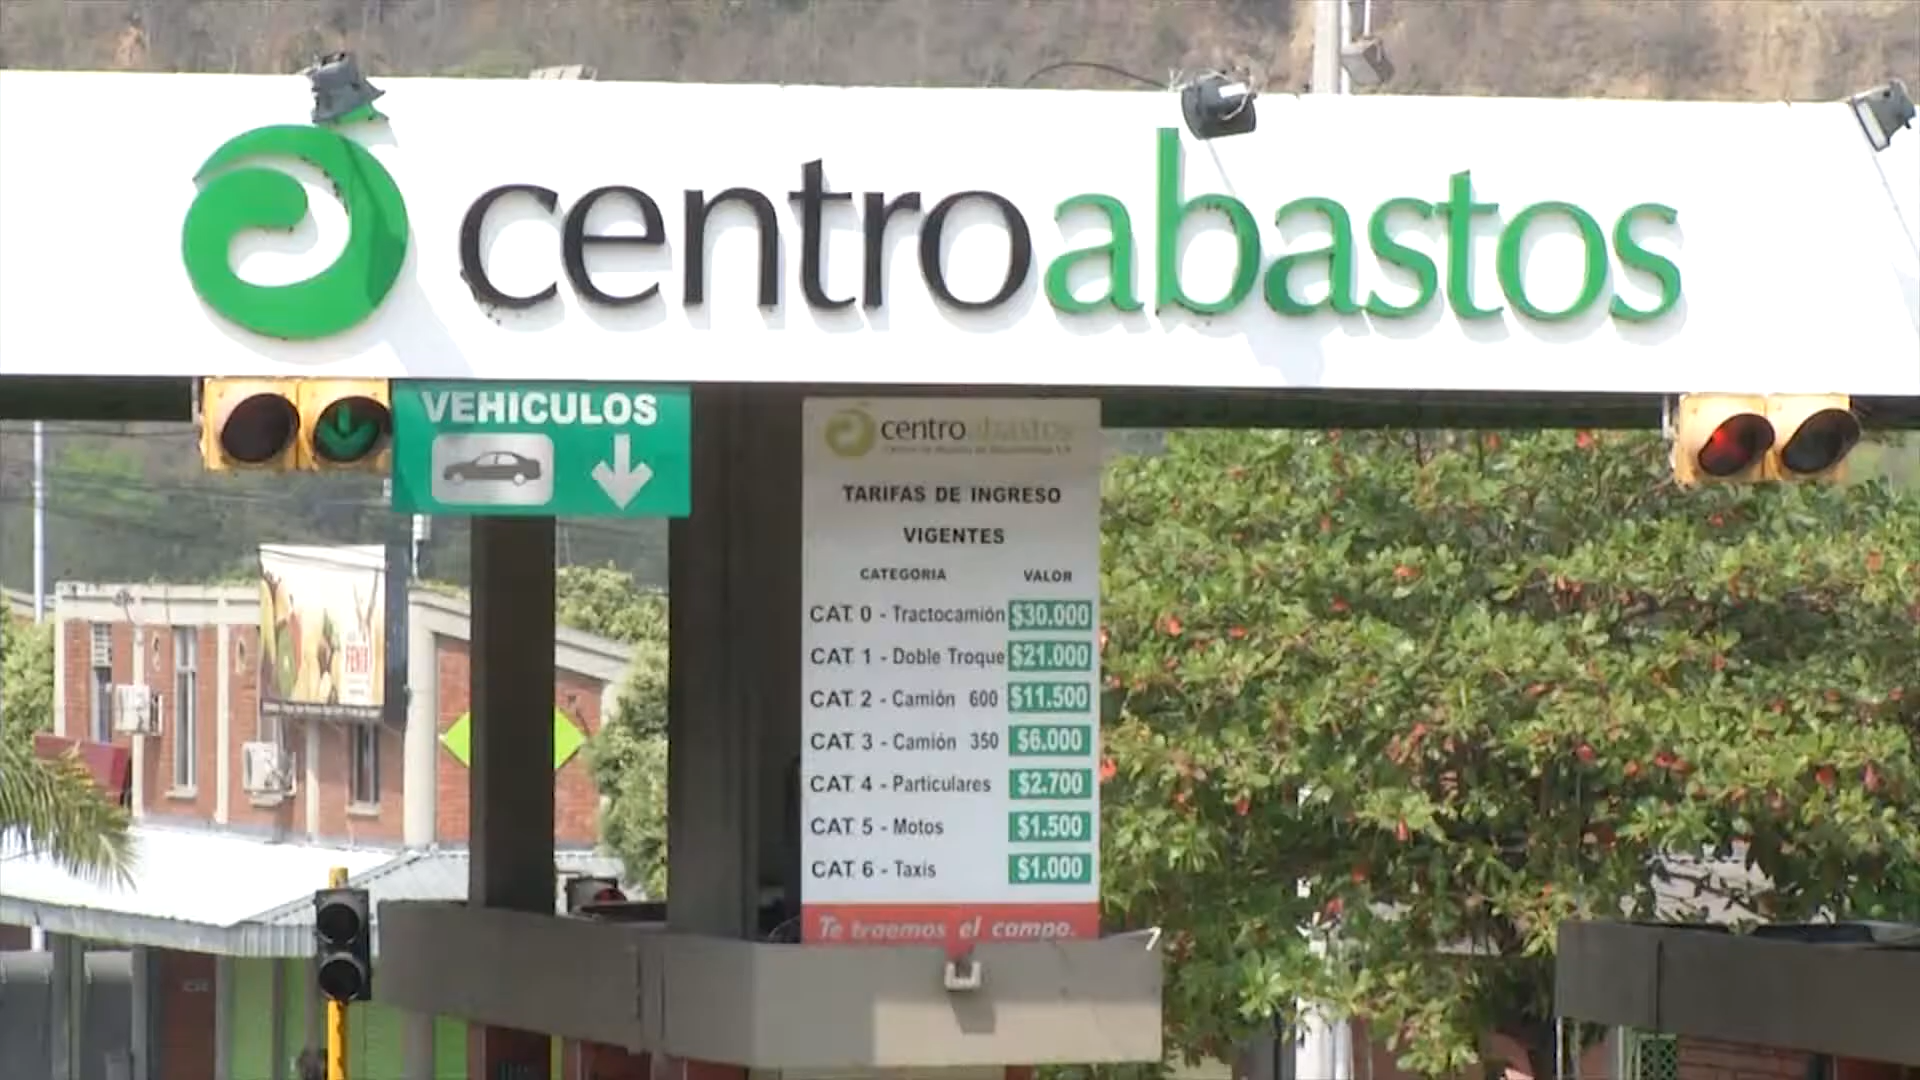 centroabastos
VEHICULOS
centroabastos
TARIFAS DE INGRESO
VIGENTES
CATEGORIA VALOR
CAT. 0 - Tractocamión $30.000
CAT. 1 - Doble Troque $21.000
CAT. 2 - Camión 600 $11.500
CAT. 3 - Camión 350 $6.000
CAT. 4 - Particulares $2.700
CAT. 5 - Motos $1.500
CAT. 6 - Taxis $1.000
Te traemos el campo.